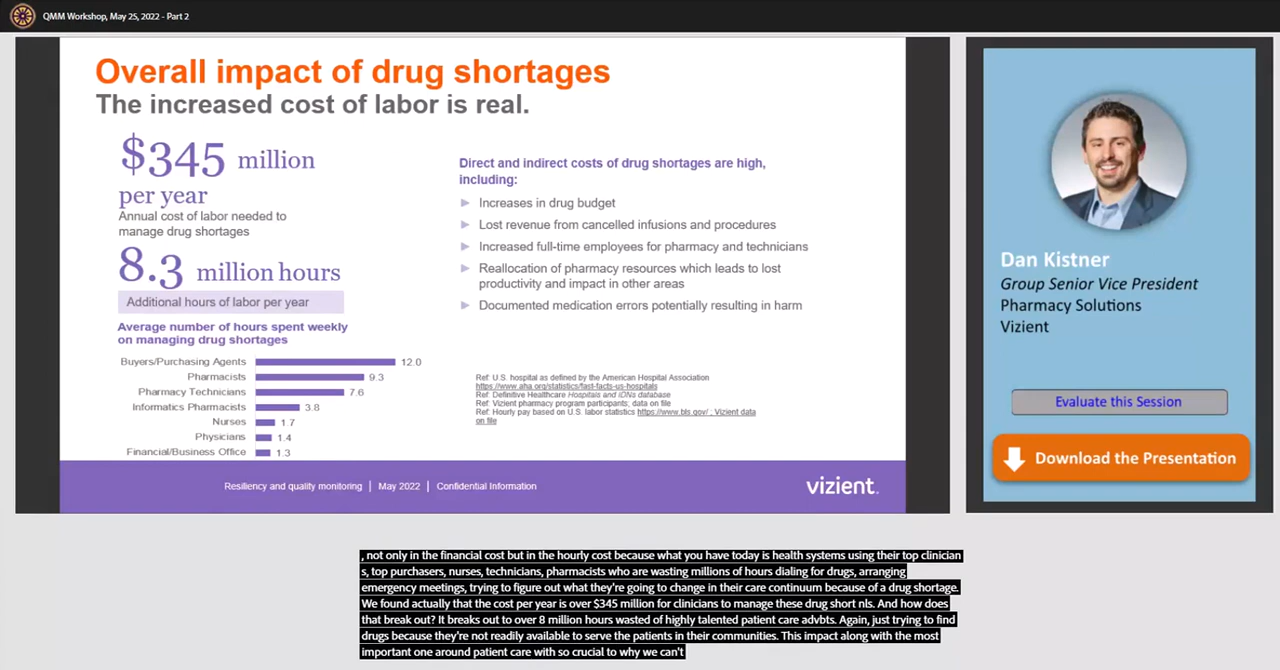 QMM Workshop, May 25, 2022 - Part 2
Overall impact of drug shortages
The increased cost of labor is real.
$345 million
per year
Annual cost of labor needed to
manage drug shortages
8.3 million hours
Additional hours of labor per year
Average number of hours spent weekly
on managing drug shortages
Buyers/Purchasing Agents 12.0
Pharmacists 9.3
Pharmacy Technicians 7.6
Informatics Pharmacists 3.8
Nurses 1.7
Physicians 1.4
Financial/Business Office 1.3
Direct and indirect costs of drug shortages are high,
including:
Increases in drug budget
Lost revenue from cancelled infusions and procedures
Increased full-time employees for pharmacy and technicians
Reallocation of pharmacy resources which leads to lost
productivity and impact in other areas
Documented medication errors potentially resulting in harm
Ref: U.S. hospital as defined by the American Hospital Association
https://www.aha.org/statistics/fast-facts-us-hospitals
Ref: Definitive Healthcare Hospitals and IDNs database
Ref: Vizient pharmacy program participants; data on file
Ref: Hourly pay based on U.S. labor statistics https://www.bls.gov/ ; Vizient data
on file
Resiliency and quality monitoring | May 2022 | Confidential Information
vizient.
Dan Kistner
Group Senior Vice President
Pharmacy Solutions
Vizient
Evaluate this Session
Download the Presentation
, not only in the financial cost but in the hourly cost because what you have today is health systems using their top clinician
s, top purchasers, nurses, technicians, pharmacists who are wasting millions of hours dialing for drugs, arranging
emergency meetings, trying to figure out what they're going to change in their care continuum because of a drug shortage.
We found actually that the cost per year is over $345 million for clinicians to manage these drug short nls. And how does
that break out? It breaks out to over 8 million hours wasted of highly talented patient care advbts. Again, just trying to find
drugs because they're not readily available to serve the patients in their communities. This impact along with the most
important one around patient care with so crucial to why we can't